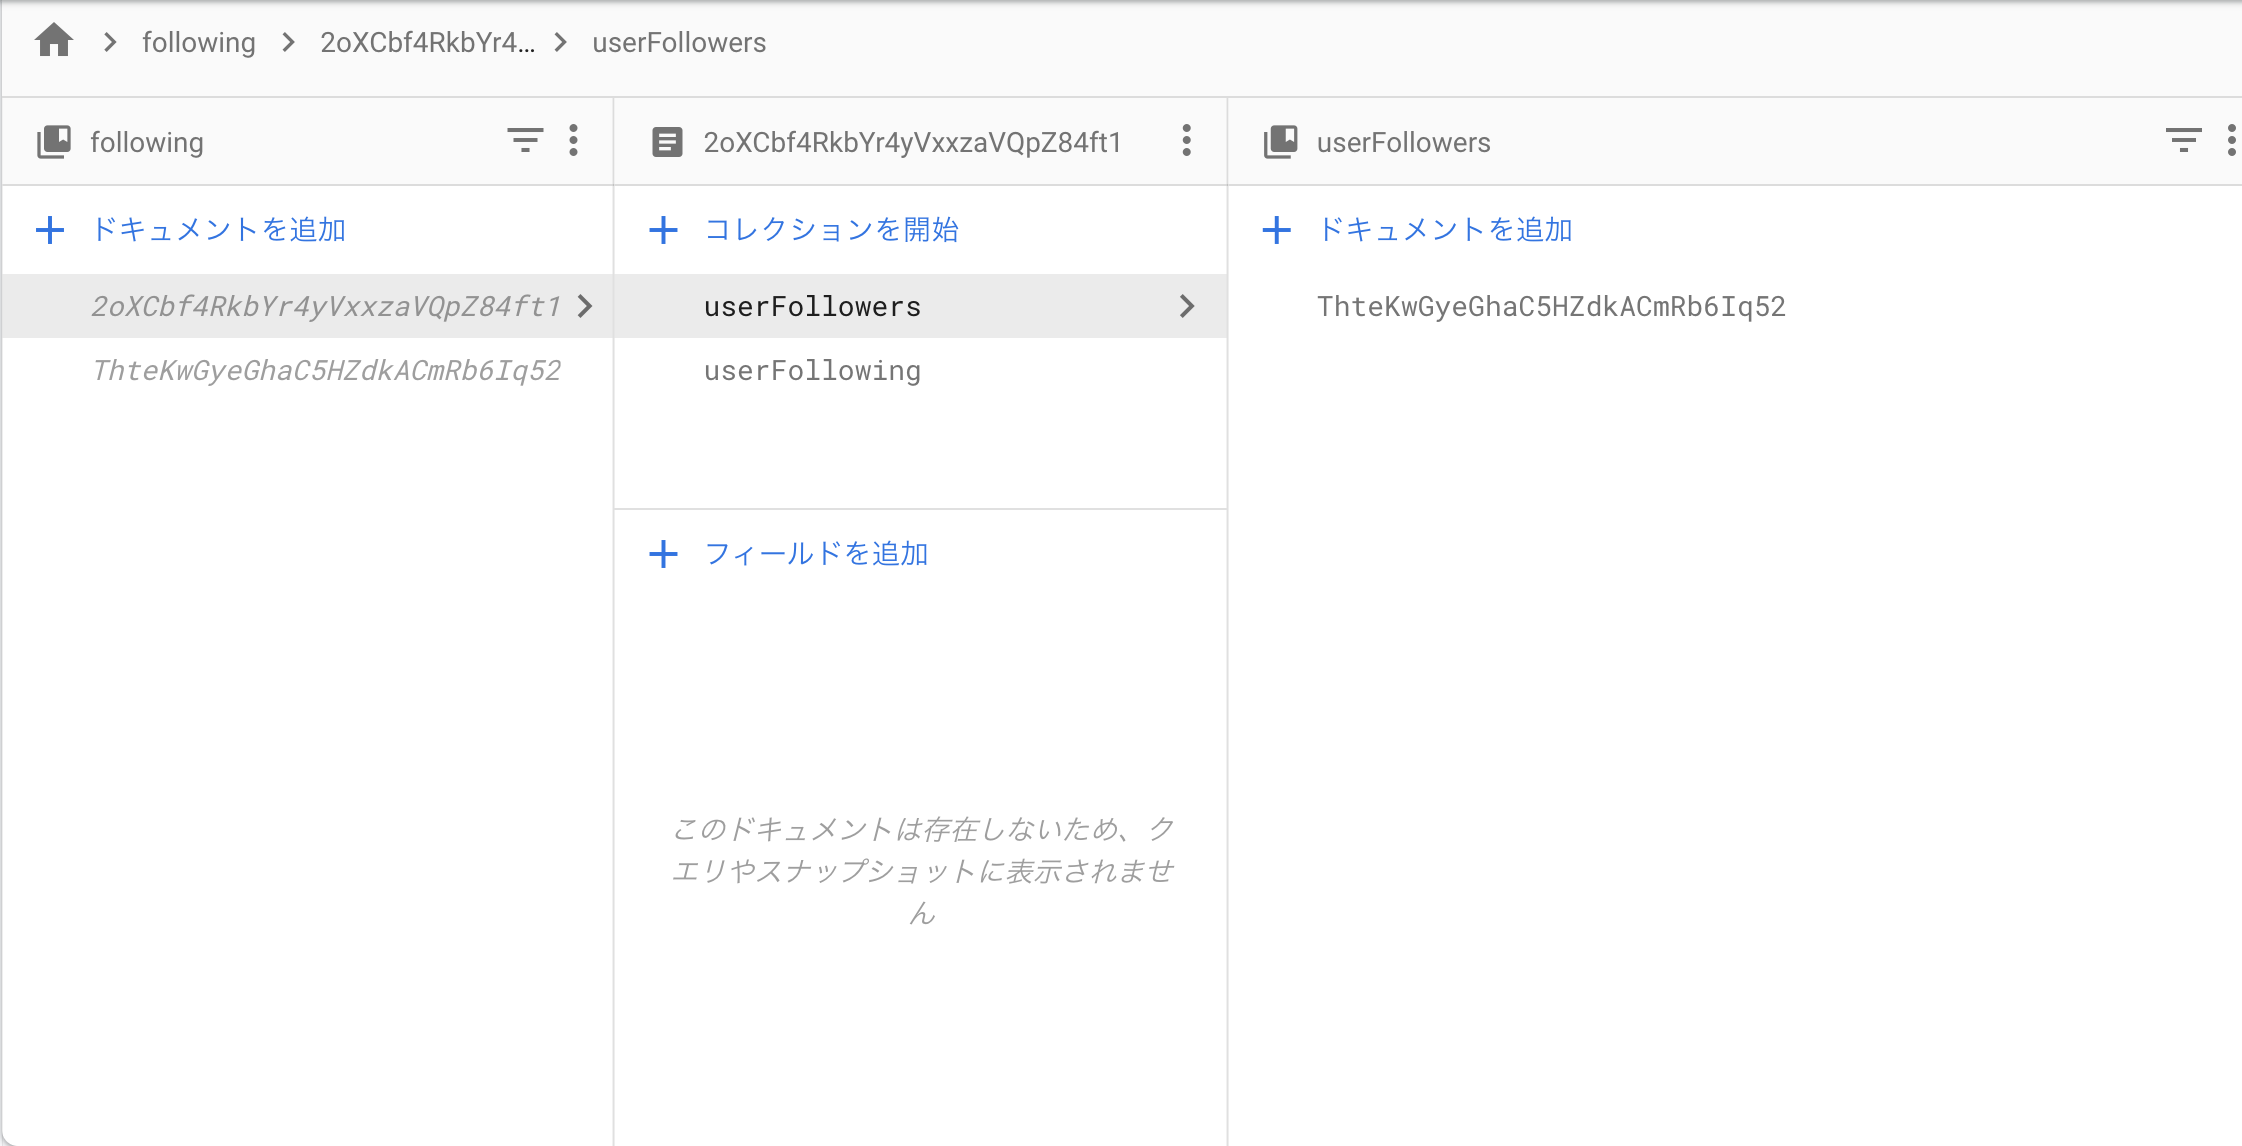 following
2oXCbf4RkbYr4…
userFollowers
following
ドキュメントを追加
2oXCbf4RkbYr4yVxxzaVQpZ84ft1
ThteKwGyeGhaC5HZdkACmRb6Iq52
2oXCbf4RkbYr4yVxxzaVQpZ84ft1
コレクションを開始
userFollowers
userFollowing
フィールドを追加
このドキュメントは存在しないため、ク
エリやスナップショットに表示されませ
ん
userFollowers
ドキュメントを追加
ThteKwGyeGhaC5HZdkACmRb6Iq52